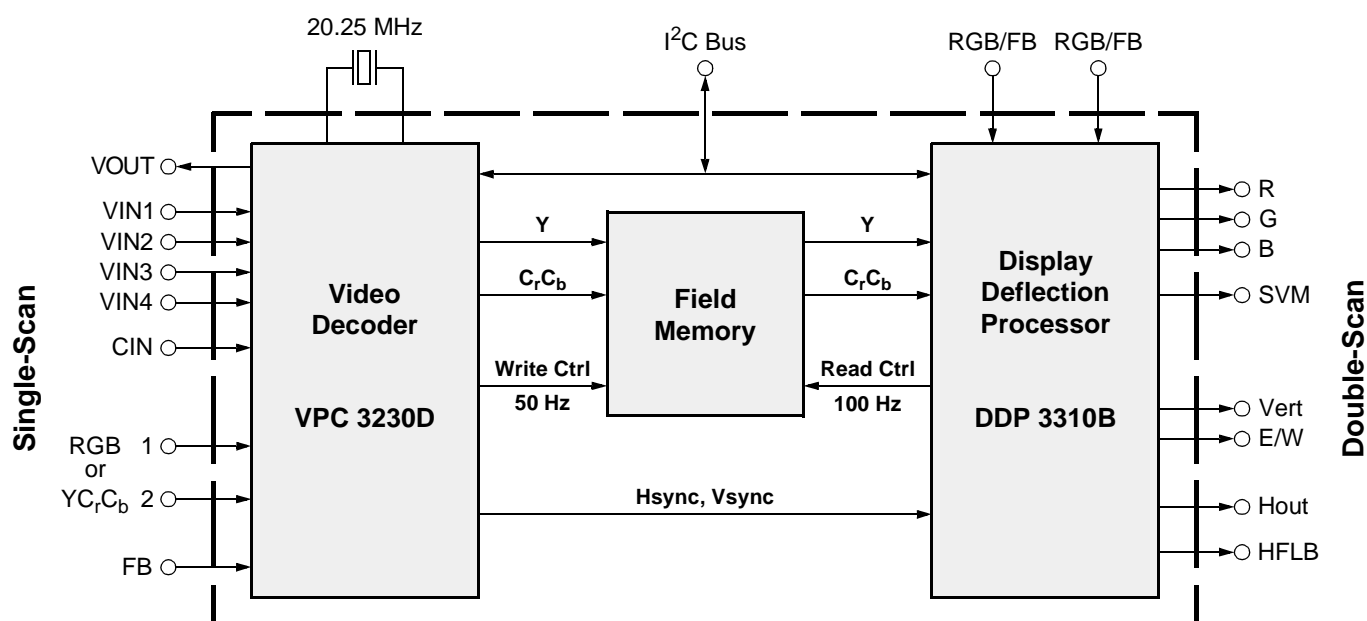 20.25 MHz
I²C Bus
RGB/FB RGB/FB
Single-Scan
VOUT
VIN1
VIN2
VIN3
VIN4
CIN
RGB 1
or
YCrCb 2
FB
Video
Decoder
VPC 3230D
Y
CrCb
Write Ctrl
50 Hz
Field
Memory
Y
CrCb
Read Ctrl
100 Hz
Hsync, Vsync
Display
Deflection
Processor
DDP 3310B
R
G
B
SVM
Vert
E/W
Hout
HFLB
Double-Scan